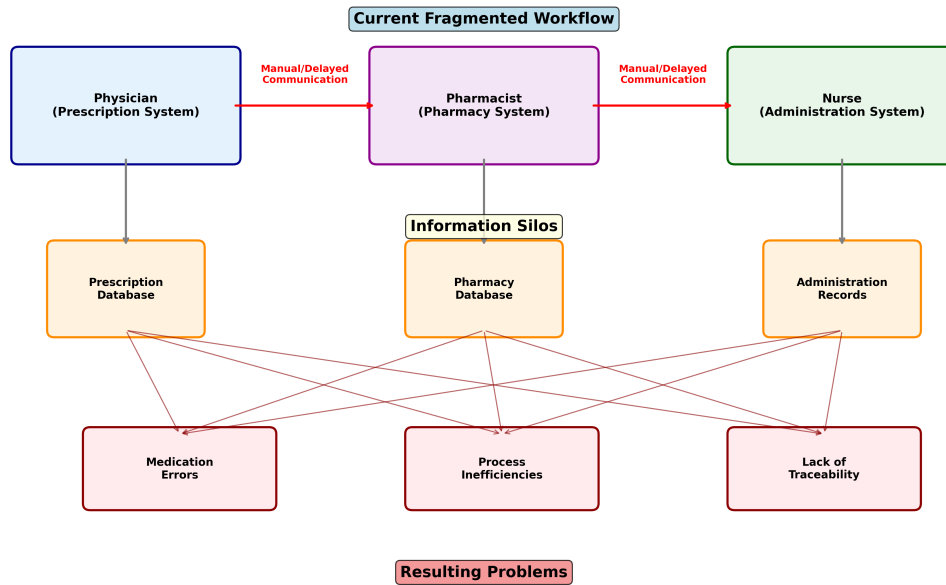 Current Fragmented Workflow
Manual/Delayed
Communication
Manual/Delayed
Communication
Physician
(Prescription System)
Pharmacist
(Pharmacy System)
Nurse
(Administration System)
Information Silos
Prescription
Database
Pharmacy
Database
Administration
Records
Medication
Errors
Process
Inefficiencies
Lack of
Traceability
Resulting Problems